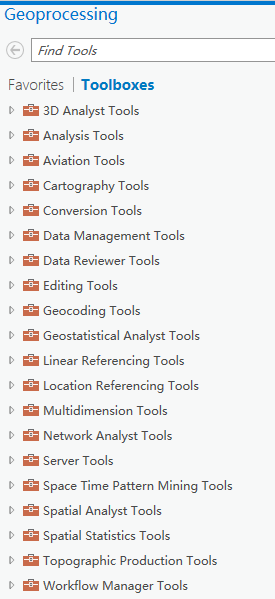 Geoprocessing
Find Tools
Favorites | Toolboxes
3D Analyst Tools
Analysis Tools
Aviation Tools
Cartography Tools
Conversion Tools
Data Management Tools
Data Reviewer Tools
Editing Tools
Geocoding Tools
Geostatistical Analyst Tools
Linear Referencing Tools
Location Referencing Tools
Multidimension Tools
Network Analyst Tools
Server Tools
Space Time Pattern Mining Tools
Spatial Analyst Tools
Spatial Statistics Tools
Topographic Production Tools
Workflow Manager Tools